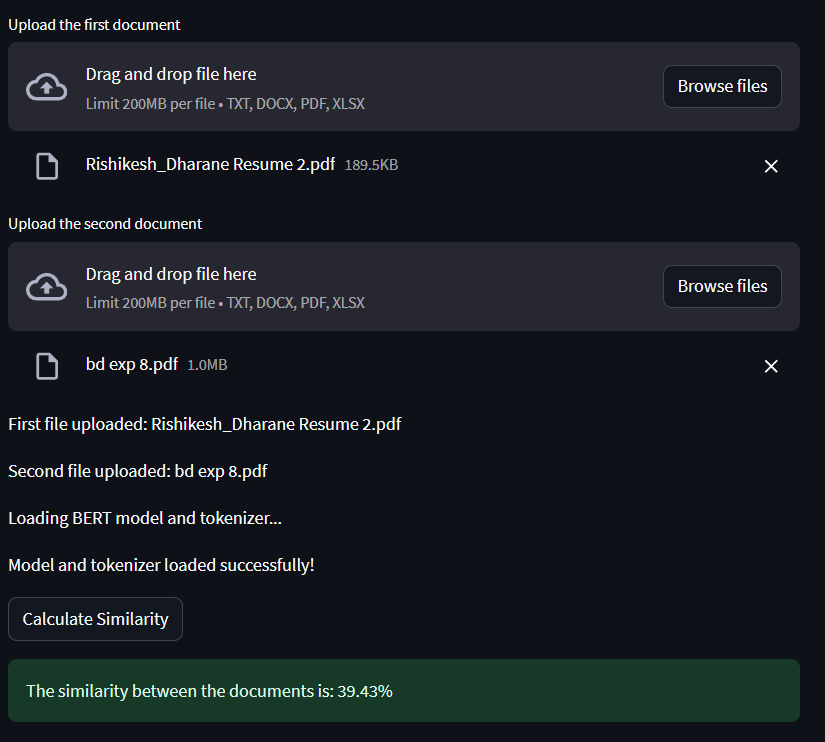 Upload the first document
Drag and drop file here
Limit 200MB per file • TXT, DOCX, PDF, XLSX
Browse files
Rishikesh_Dharane Resume 2.pdf 189.5KB
Upload the second document
Drag and drop file here
Limit 200MB per file • TXT, DOCX, PDF, XLSX
Browse files
bd exp 8.pdf 1.0MB
First file uploaded: Rishikesh_Dharane Resume 2.pdf
Second file uploaded: bd exp 8.pdf
Loading BERT model and tokenizer...
Model and tokenizer loaded successfully!
Calculate Similarity
The similarity between the documents is: 39.43%